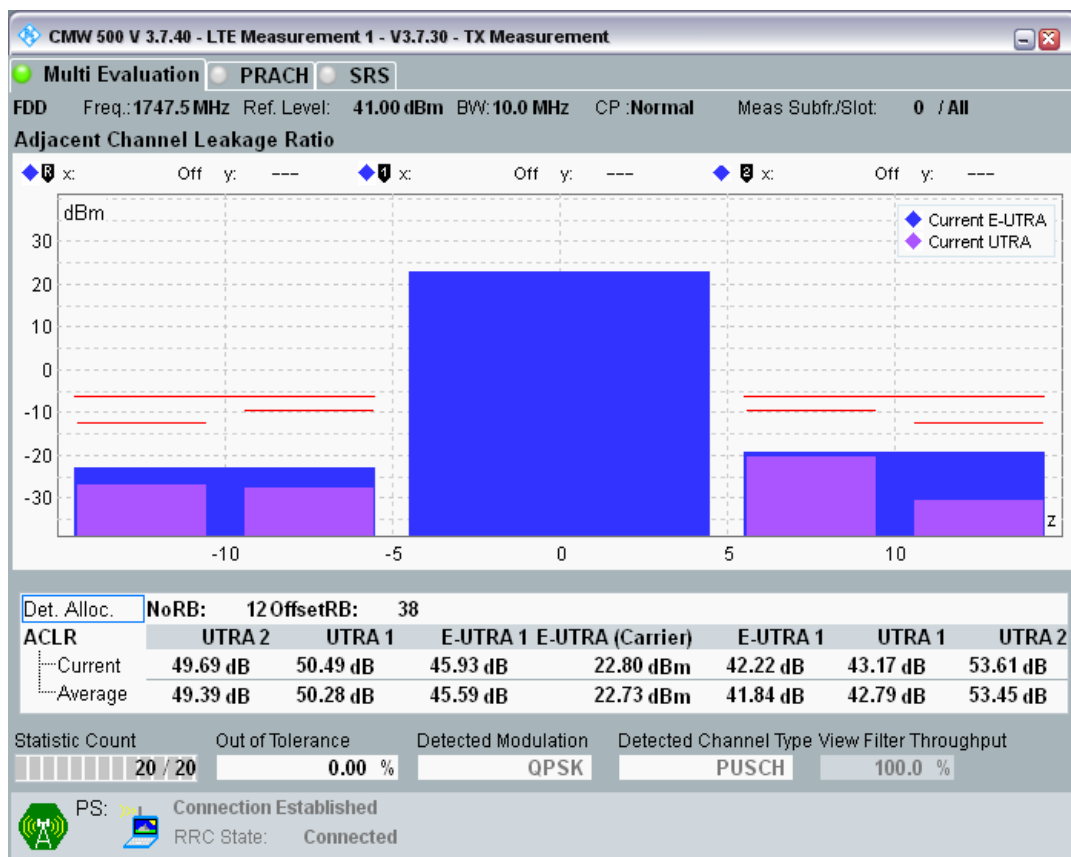 CMW 500 V 3.7.40 - LTE Measurement 1 - V3.7.30 - TX Measurement
Multi Evaluation PRACH SRS
FDD Freq.: 1747.5 MHz Ref. Level: 41.00 dBm BW: 10.0 MHz CP :Normal Meas Subfr./Slot: 0 / All
Adjacent Channel Leakage Ratio
R x: Off y: --- 1 x: Off y: --- 2 x: Off y: ---
dBm
Current E-UTRA
Current UTRA
30
20
10
0
-10
-20
-30
z
-10 -5 0 5 10
Det. Alloc. NoRB: 12 OffsetRB: 38
ACLR UTRA 2 UTRA 1 E-UTRA 1 E-UTRA (Carrier) E-UTRA 1 UTRA 1 UTRA 2
Current 49.69 dB 50.49 dB 45.93 dB 22.80 dBm 42.22 dB 43.17 dB 53.61 dB
Average 49.39 dB 50.28 dB 45.59 dB 22.73 dBm 41.84 dB 42.79 dB 53.45 dB
Statistic Count Out of Tolerance Detected Modulation Detected Channel Type View Filter Throughput
20 / 20 0.00 % QPSK PUSCH 100.0 %
PS: Connection Established
RRC State: Connected